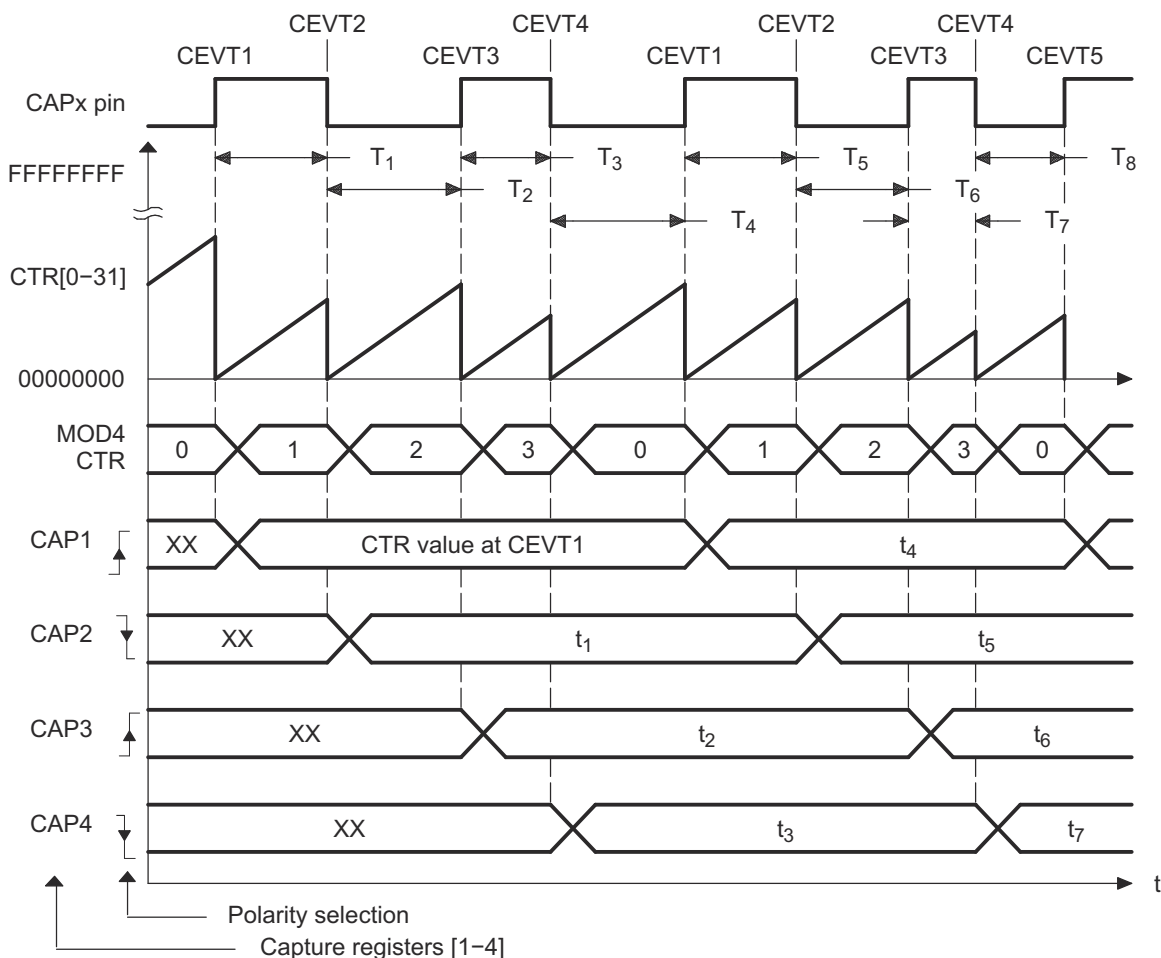 CEVT2 CEVT4 CEVT2 CEVT4
CEVT1 CEVT3 CEVT1 CEVT3 CEVT5
CAPx pin
T1 T3 T5 T8
FFFFFFFF
T2 T6
T4 T7
CTR[0−31]
00000000
MOD4
CTR
0 1 2 3 0 1 2 3 0
CAP1 XX CTR value at CEVT1 t4
CAP2 XX t1 t5
CAP3 XX t2 t6
CAP4 XX t3 t7
t
Polarity selection
Capture registers [1−4]